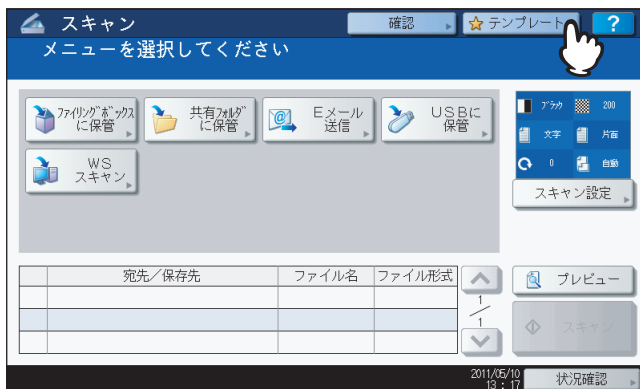 スキャン
確認
テンプレート
?
メニューを選択してください
ﾌｧｲﾘﾝｸﾞﾎﾞｯｸｽ
に保管
共有ﾌｫﾙﾀﾞ
に保管
Eメール
送信
USBに
保管
WS
スキャン
ﾌﾞﾗｯｸ
200
文字
片面
0
自動
スキャン設定
宛先／保存先
ファイル名
ファイル形式
1
1
プレビュー
スキャン
2011/05/10
13 : 17
状況確認